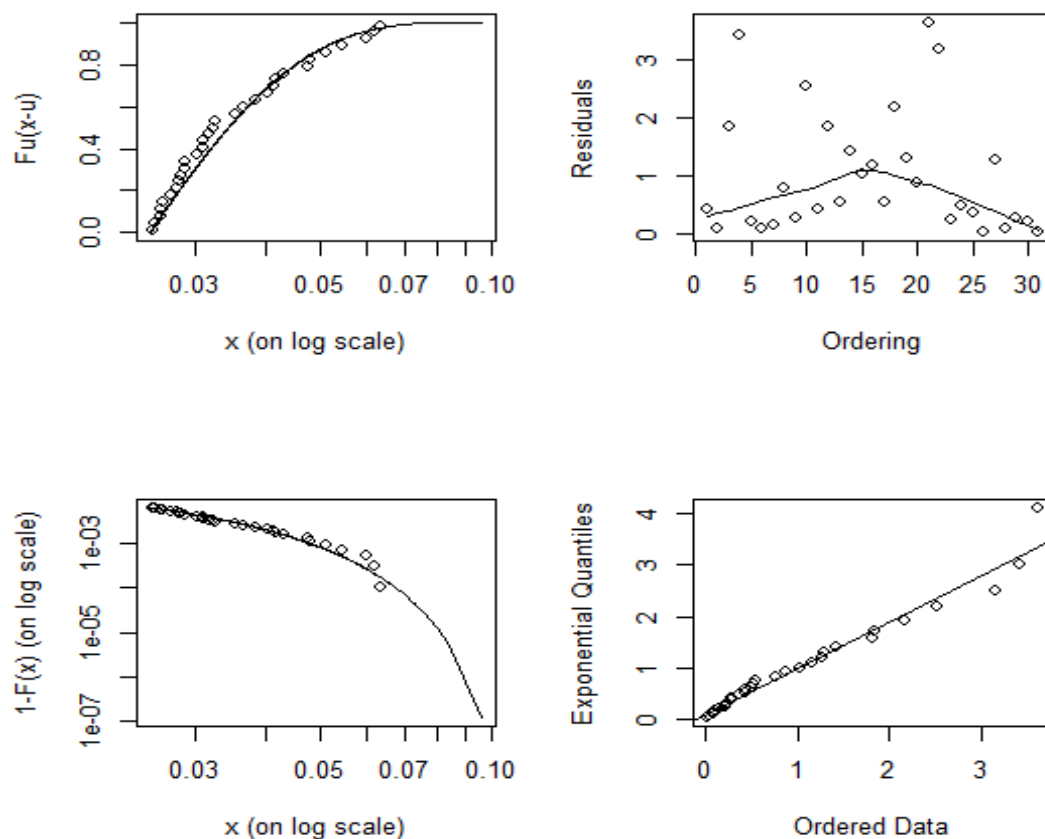 Fu(x-u)
0.0 0.4 0.8
0.03 0.05 0.07 0.10
x (on log scale)
Residuals
0 1 2 3
0 5 10 15 20 25 30
Ordering
1-F(x) (on log scale)
1e-07 1e-05 1e-03
0.03 0.05 0.07 0.10
x (on log scale)
Exponential Quantiles
0 1 2 3 4
0 1 2 3
Ordered Data